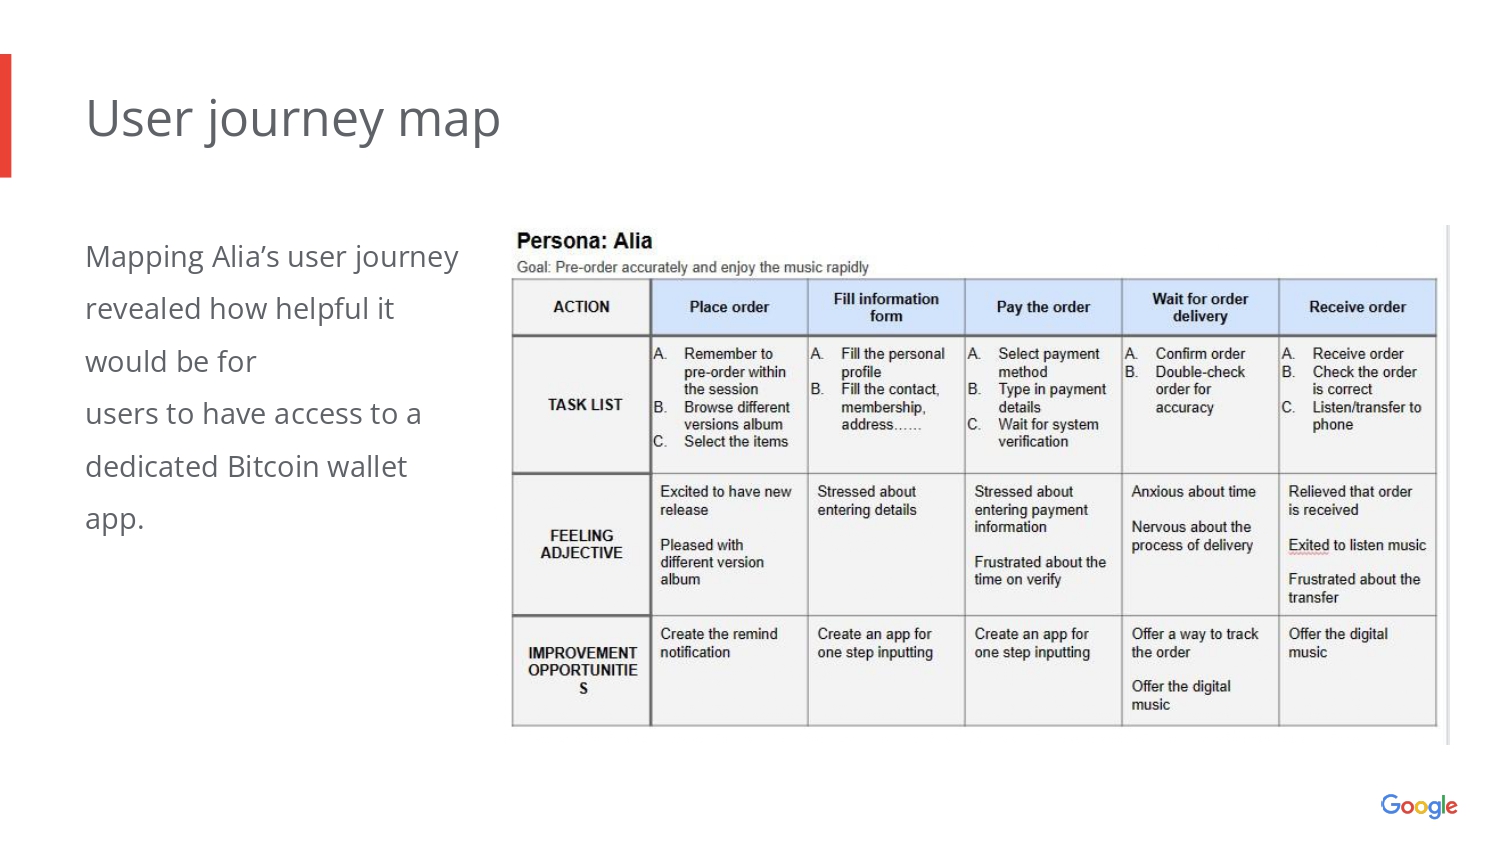 User journey map
Mapping Alia’s user journey
revealed how helpful it
would be for
users to have access to a
dedicated Bitcoin wallet
app.
Persona: Alia
Goal: Pre-order accurately and enjoy the music rapidly
ACTION
Place order
Fill information
form
Pay the order
Wait for order
delivery
Receive order
TASK LIST
A. Remember to
pre-order within
the session
B. Browse different
versions album
C. Select the items
A. Fill the personal
profile
B. Fill the contact,
membership,
address……
A. Select payment
method
B. Type in payment
details
C. Wait for system
verification
A. Confirm order
B. Double-check
order for
accuracy
A. Receive order
B. Check the order
is correct
C. Listen/transfer to
phone
FEELING
ADJECTIVE
Excited to have new
release
Pleased with
different version
album
Stressed about
entering details
Stressed about
entering payment
information
Frustrated about the
time on verify
Anxious about time
Nervous about the
process of delivery
Relieved that order
is received
Exited to listen music
Frustrated about the
transfer
IMPROVEMENT
OPPORTUNITIE
S
Create the remind
notification
Create an app for
one step inputting
Create an app for
one step inputting
Offer a way to track
the order
Offer the digital
music
Offer the digital
music
Google